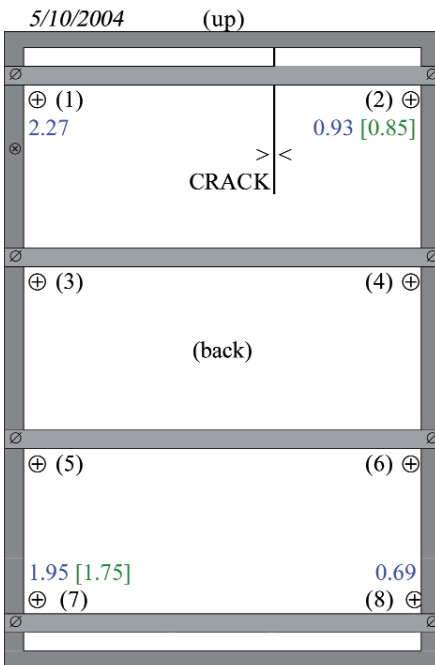 5/10/2004 (up)
⊕ (1) (2) ⊕
2.27 0.93 [0.85]
> <
CRACK
⊕ (3) (4) ⊕
(back)
⊕ (5) (6) ⊕
1.95 [1.75] 0.69
⊕ (7) (8) ⊕